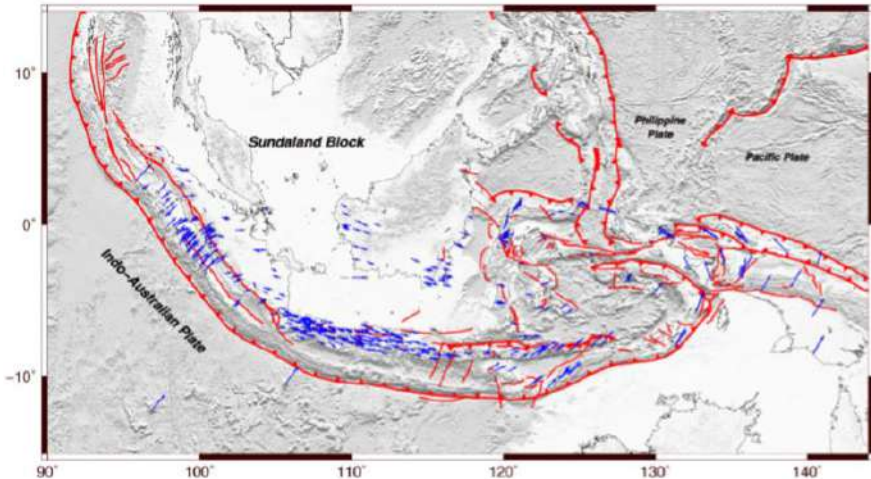 10°
Philippine
Plate
Sundaland Block
Pacific Plate
0°
Indo-Australian Plate
-10°
90° 100° 110° 120° 130° 140°